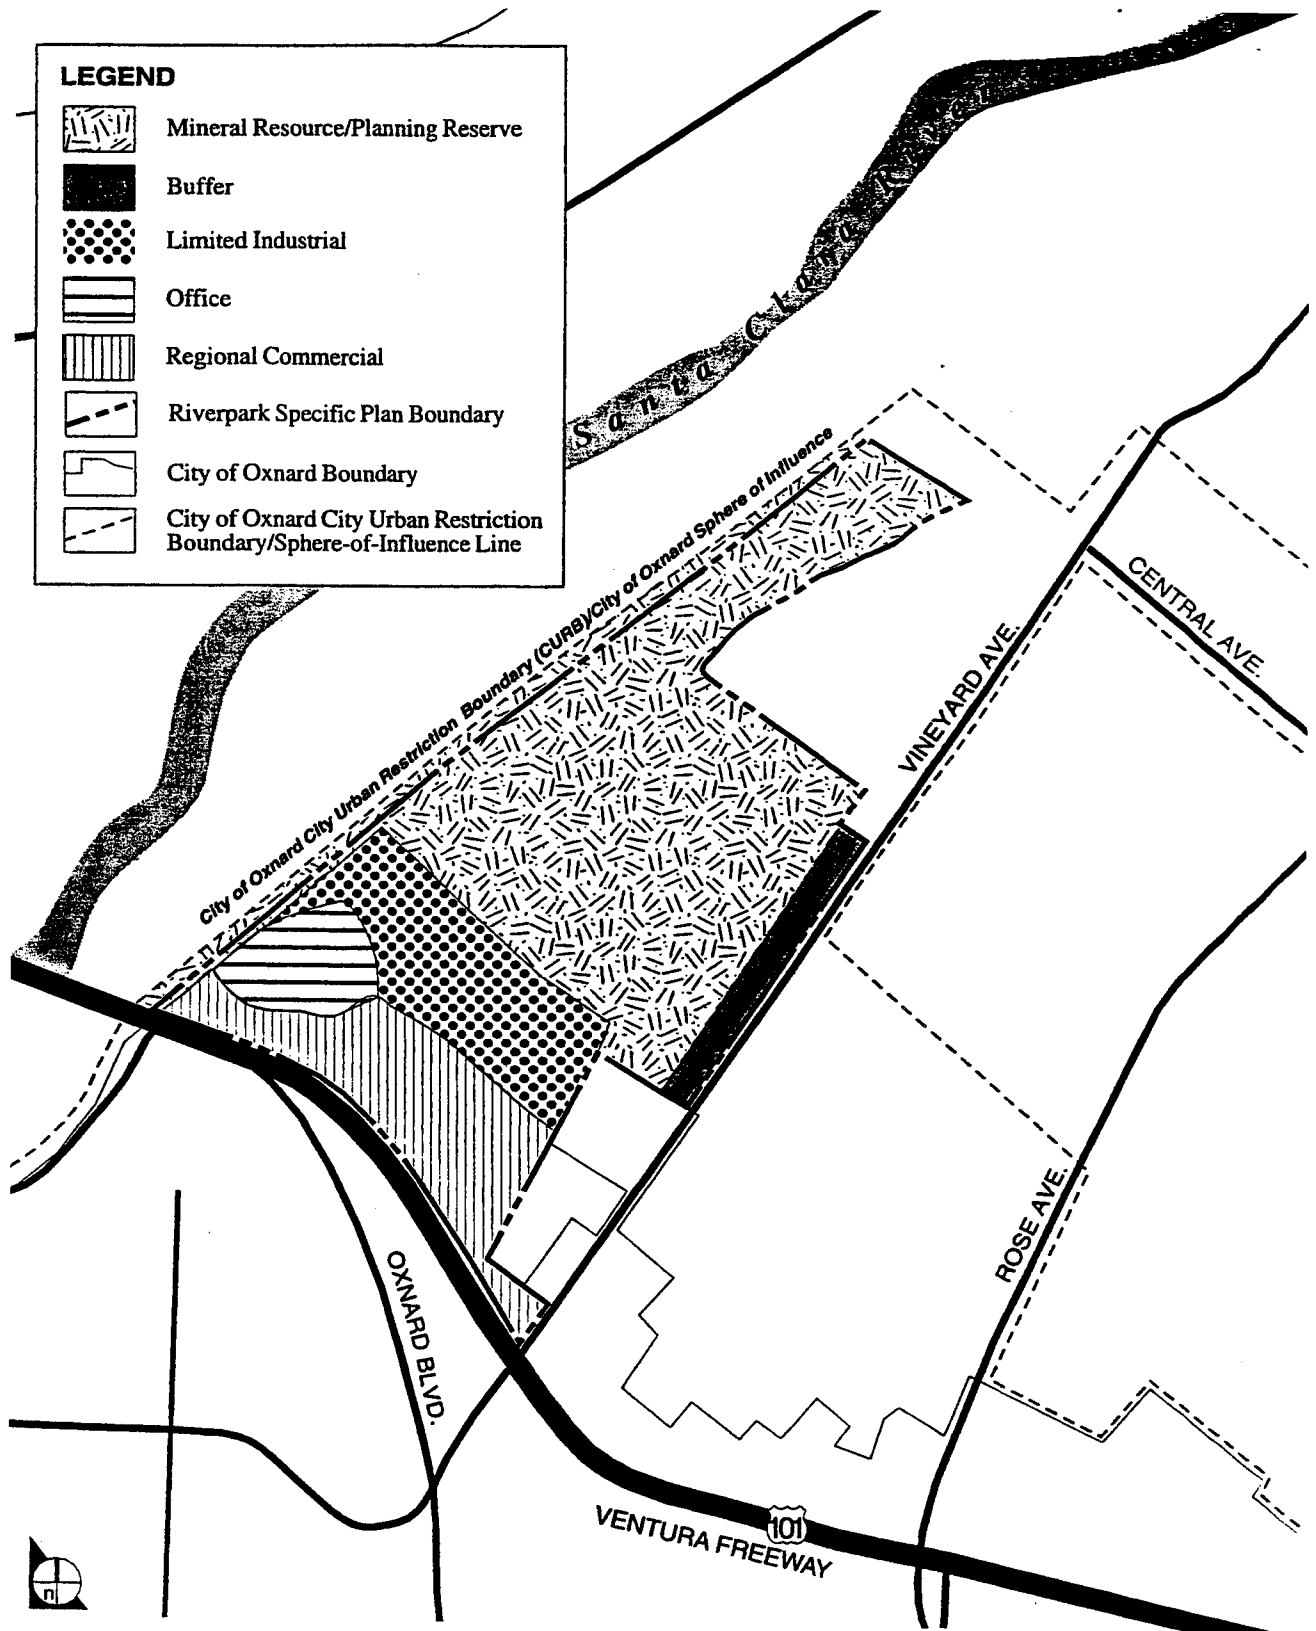 LEGEND
Mineral Resource/Planning Reserve
Buffer
Limited Industrial
Office
Regional Commercial
Riverpark Specific Plan Boundary
City of Oxnard Boundary
City of Oxnard City Urban Restriction
Boundary/Sphere-of-Influence Line
Santa Clara River
City of Oxnard City Urban Restriction Boundary (CURB)/City of Oxnard Sphere of Influence
CENTRAL AVE.
VINEYARD AVE.
ROSE AVE.
OXNARD BLVD.
101
VENTURA FREEWAY
n